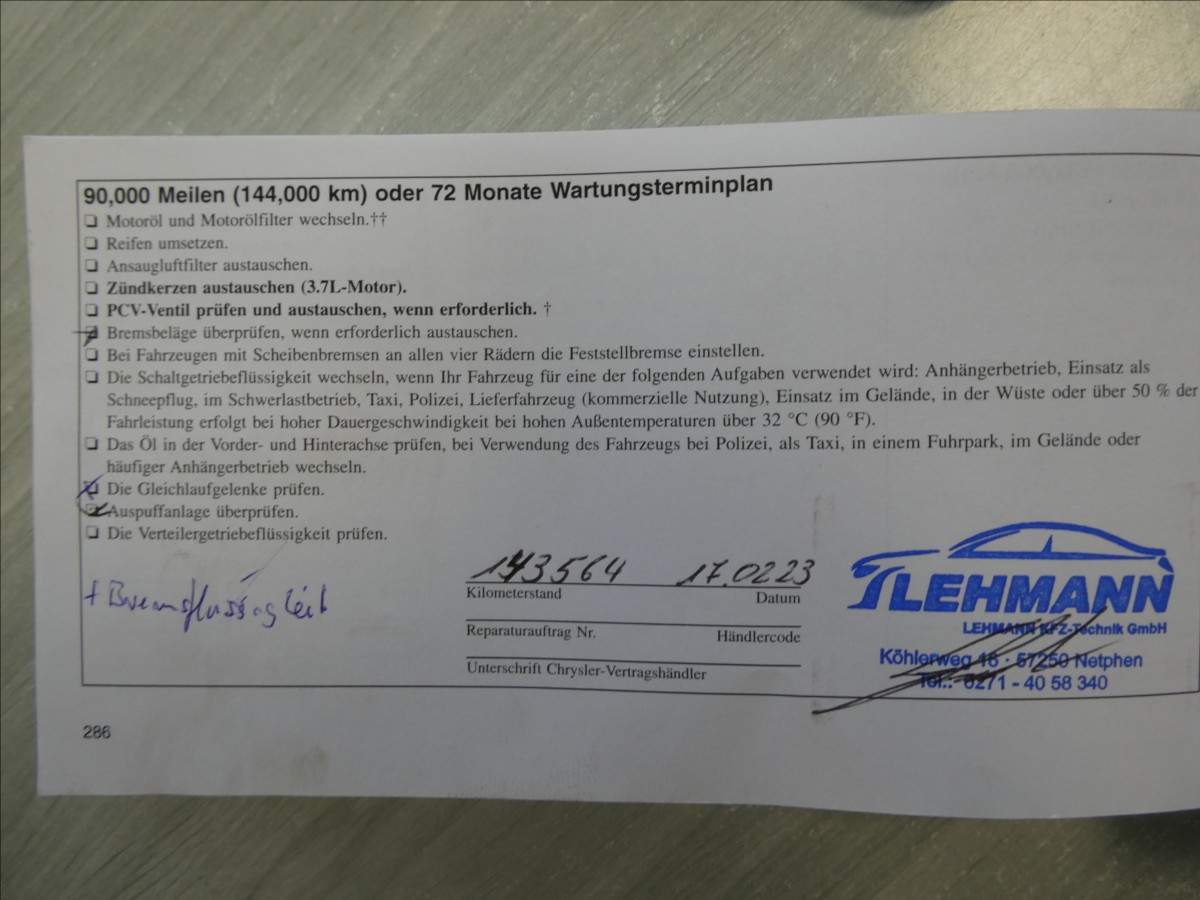 90,000 Meilen (144,000 km) oder 72 Monate Wartungsterminplan
❏ Motoröl und Motorölfilter wechseln.††
❏ Reifen umsetzen.
❏ Ansaugluftfilter austauschen.
❏ Zündkerzen austauschen (3.7L-Motor).
❏ PCV-Ventil prüfen und austauschen, wenn erforderlich. †
❏ Bremsbeläge überprüfen, wenn erforderlich austauschen.
❏ Bei Fahrzeugen mit Scheibenbremsen an allen vier Rädern die Feststellbremse einstellen.
❏ Die Schaltgetriebeflüssigkeit wechseln, wenn Ihr Fahrzeug für eine der folgenden Aufgaben verwendet wird: Anhängerbetrieb, Einsatz als
Schneepflug, im Schwerlastbetrieb, Taxi, Polizei, Lieferfahrzeug (kommerzielle Nutzung), Einsatz im Gelände, in der Wüste oder über 50 % der
Fahrleistung erfolgt bei hoher Dauergeschwindigkeit bei hohen Außentemperaturen über 32 °C (90 °F).
❏ Das Öl in der Vorder- und Hinterachse prüfen, bei Verwendung des Fahrzeugs bei Polizei, als Taxi, in einem Fuhrpark, im Gelände oder
häufiger Anhängerbetrieb wechseln.
❏ Die Gleichlaufgelenke prüfen.
❏ Auspuffanlage überprüfen.
❏ Die Verteilergetriebeflüssigkeit prüfen.
+ Bremsflüssigkeit
143564 17.02.23
Kilometerstand Datum
Reparaturauftrag Nr. Händlercode
Unterschrift Chrysler-Vertragshändler
LEHMANN
LEHMANN KFZ-Technik GmbH
Köhlerweg 16 · 57250 Netphen
Tel.: 0271 - 40 58 340
286